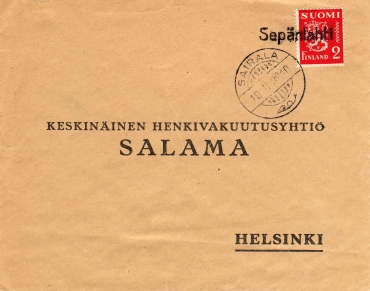 SUOMI
Sepänlahti
FINLAND 2
SAIRALA
KESKINÄINEN HENKIVAKUUTUSYHTIÖ
SALAMA
HELSINKI